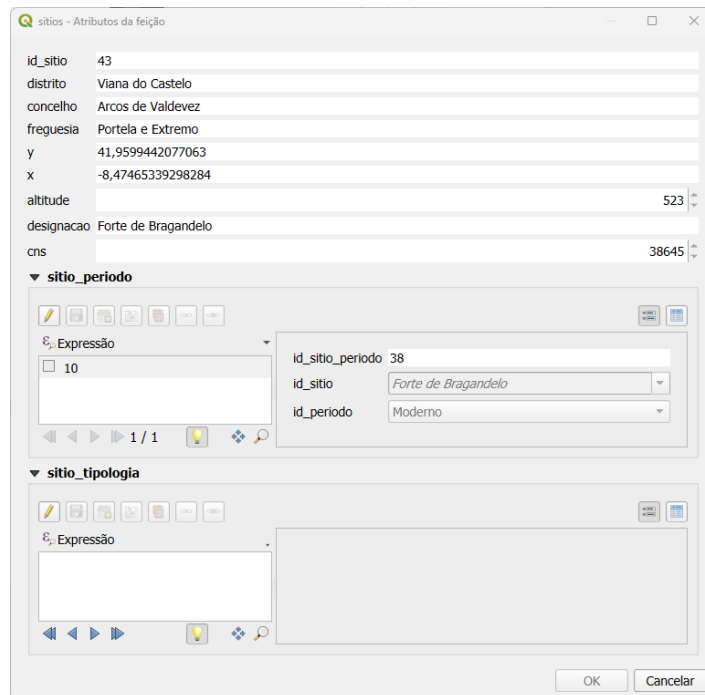 sitios - Atributos da feição
id_sitio 43
distrito Viana do Castelo
concelho Arcos de Valdevez
freguesia Portela e Extremo
y 41,9599442077063
x -8,47465339298284
altitude 523
designacao Forte de Bragandelo
cns 38645
sitio_periodo
Expressão
10
id_sitio_periodo 38
id_sitio Forte de Bragandelo
id_periodo Moderno
1 / 1
sitio_tipologia
Expressão
OK Cancelar